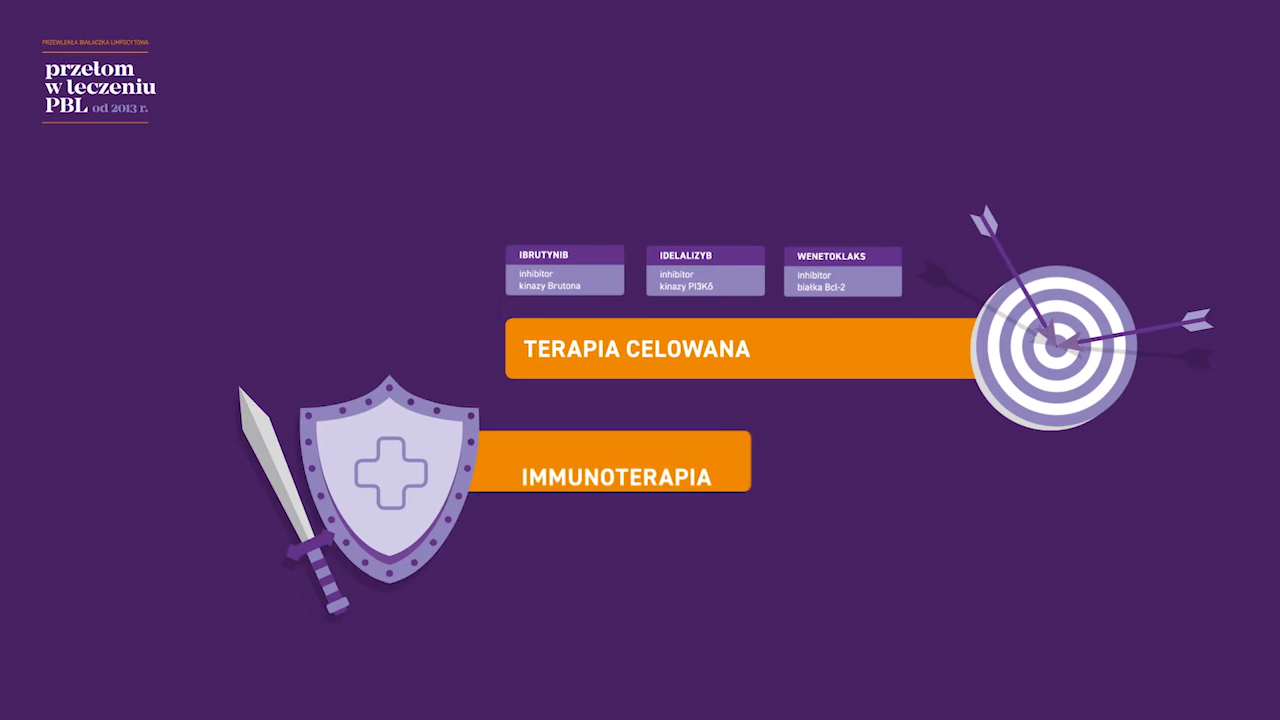 PRZEWLEKŁA BIAŁACZKA LIMFOCYTOWA
przełom
w leczeniu
PBL od 2013 r.
IBRUTYNIB
inhibitor
kinazy Brutona
IDELALIZYB
inhibitor
kinazy PI3Kδ
WENETOKLAKS
inhibitor
białka Bcl-2
TERAPIA CELOWANA
IMMUNOTERAPIA